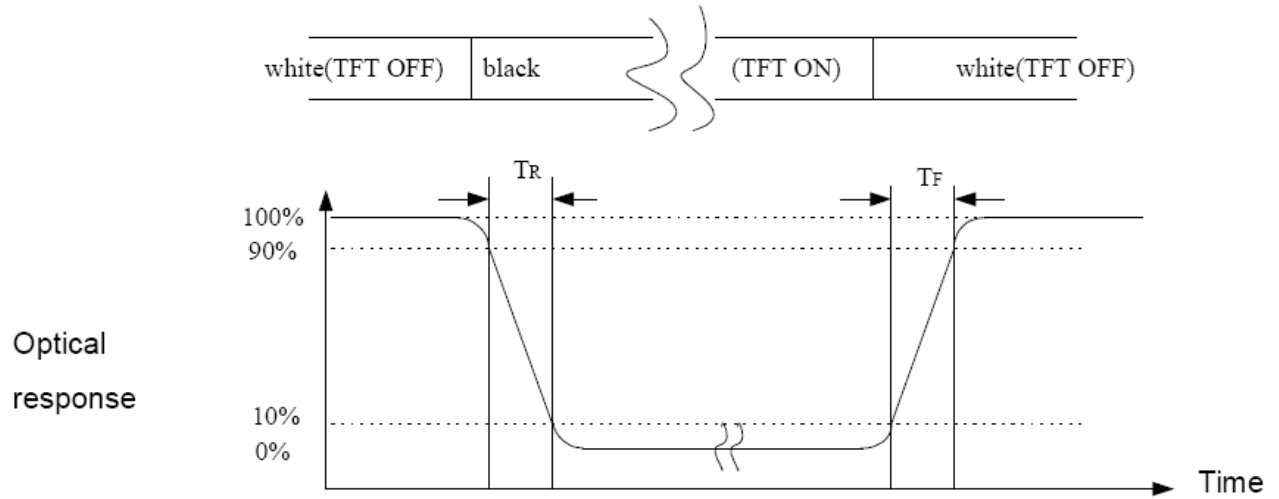 white(TFT OFF) black (TFT ON) white(TFT OFF)
TR TF
100%
90%
Optical
response
10%
0%
Time